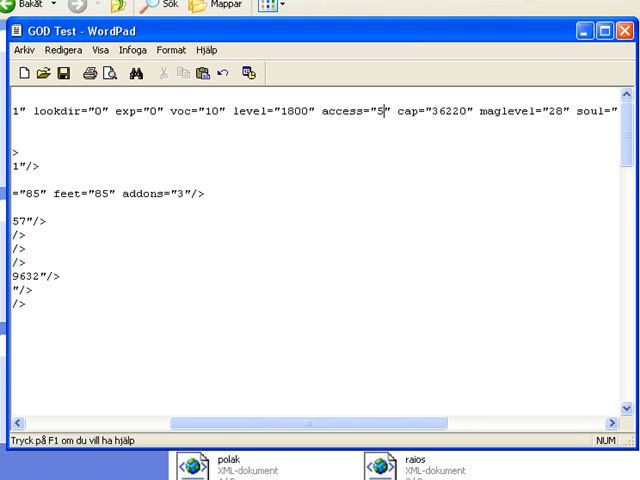 Bakåt Sök Mappar
GOD Test - WordPad
Arkiv Redigera Visa Infoga Format Hjälp
1" lookdir="0" exp="0" voc="10" level="1800" access="5" cap="36220" maglevel="28" soul="
>
1"/>
="85" feet="85" addons="3"/>
57"/>
/>
/>
/>
9632"/>
"/>
/>
Tryck på F1 om du vill ha hjälp NUM
polak raios
XML-dokument XML-dokument